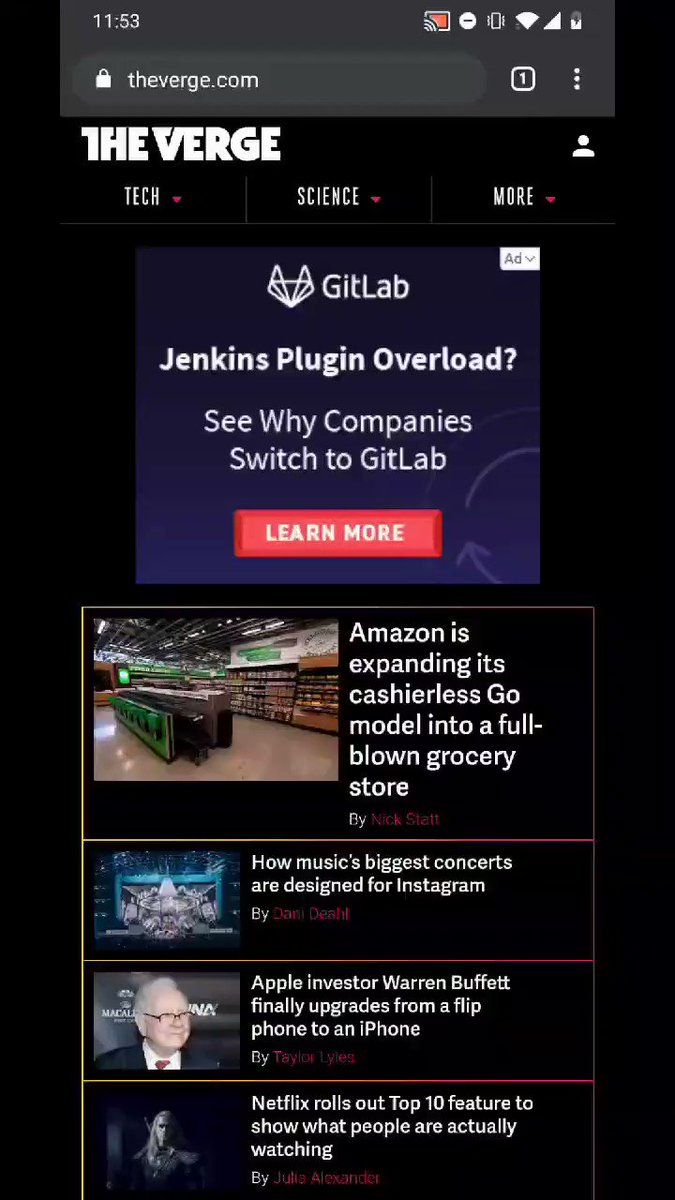 11:53
theverge.com
1
THE VERGE
TECH
SCIENCE
MORE
Ad
GitLab
Jenkins Plugin Overload?
See Why Companies
Switch to GitLab
LEARN MORE
Amazon is
expanding its
cashierless Go
model into a full-
blown grocery
store
By Nick Statt
How music's biggest concerts
are designed for Instagram
By Dani Deahl
Apple investor Warren Buffett
finally upgrades from a flip
phone to an iPhone
By Taylor Lyles
Netflix rolls out Top 10 feature to
show what people are actually
watching
By Julia Alexander